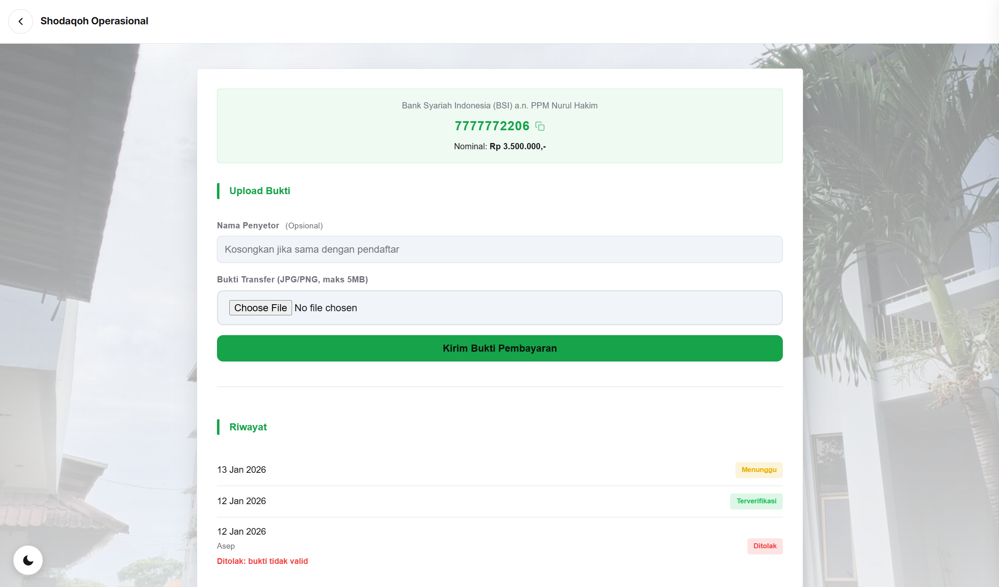 Shodaqoh Operasional
Bank Syariah Indonesia (BSI) a.n. PPM Nurul Hakim
7777772206
Nominal: Rp 3.500.000,-
Upload Bukti
Nama Penyetor (Opsional)
Kosongkan jika sama dengan pendaftar
Bukti Transfer (JPG/PNG, maks 5MB)
Choose File No file chosen
Kirim Bukti Pembayaran
Riwayat
13 Jan 2026 Menunggu
12 Jan 2026 Terverifikasi
12 Jan 2026
Asep Ditolak
Ditolak: bukti tidak valid